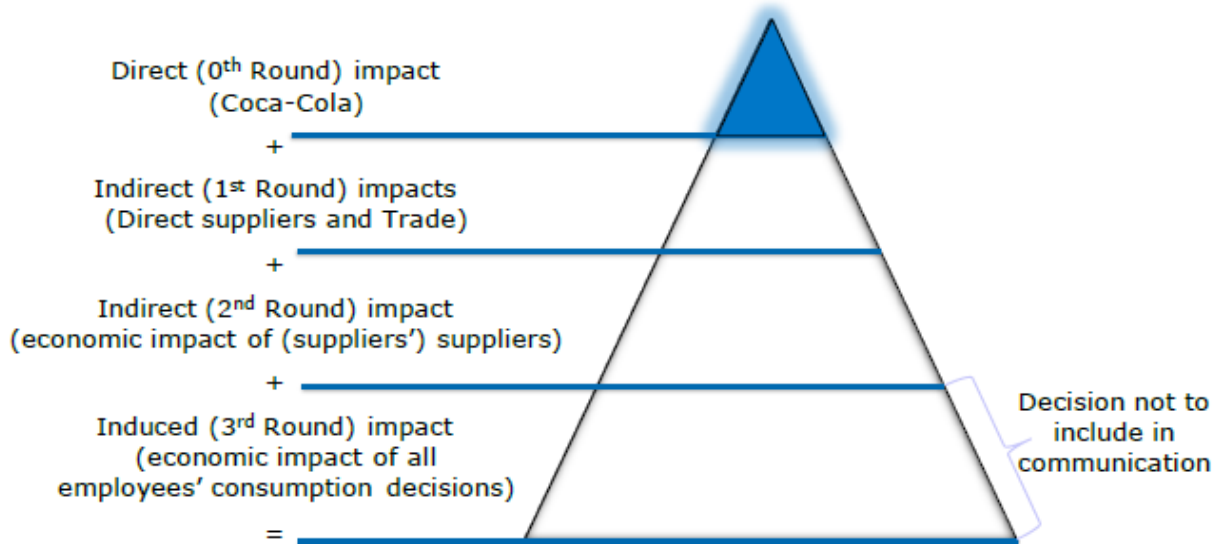 Direct (0th Round) impact
(Coca-Cola)
+
Indirect (1st Round) impacts
(Direct suppliers and Trade)
+
Indirect (2nd Round) impact
(economic impact of (suppliers’) suppliers)
+
Induced (3rd Round) impact
(economic impact of all
employees’ consumption decisions)
=
Decision not to
include in
communication